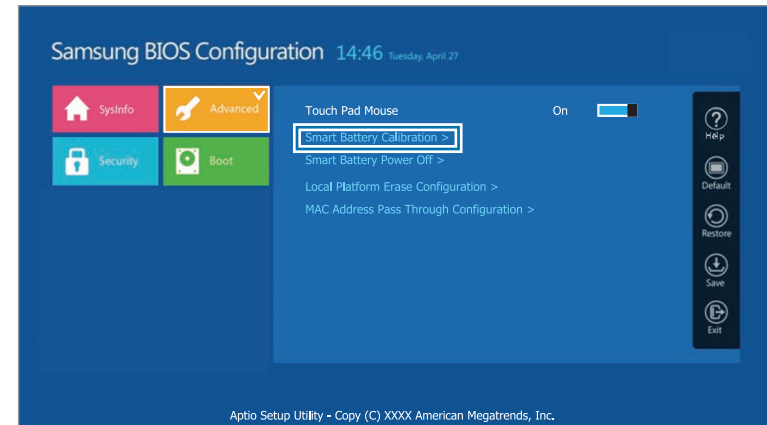 Samsung BIOS Configuration 14:46 Tuesday, April 27
SysInfo
Advanced
Security
Boot
Touch Pad Mouse On
Smart Battery Calibration >
Smart Battery Power Off >
Local Platform Erase Configuration >
MAC Address Pass Through Configuration >
Help
Default
Restore
Save
Exit
Aptio Setup Utility - Copy (C) XXXX American Megatrends, Inc.